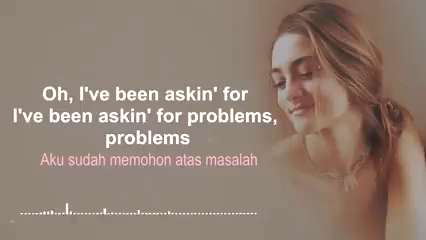 Oh, I've been askin' for
I've been askin' for problems,
problems
Aku sudah memohon atas masalah